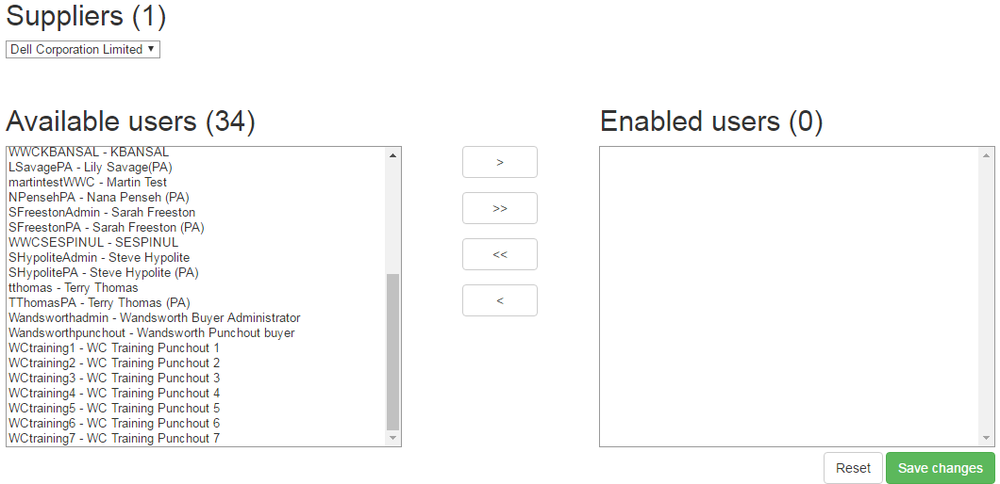 Suppliers (1)
Dell Corporation Limited
Available users (34)
WWCKBANSAL - KBANSAL
LSavagePA - Lily Savage(PA)
martintestWWC - Martin Test
NPensehPA - Nana Penseh (PA)
SFreestonAdmin - Sarah Freeston
SFreestonPA - Sarah Freeston (PA)
WWCSESPINUL - SESPINUL
SHypoliteAdmin - Steve Hypolite
SHypolitePA - Steve Hypolite (PA)
tthomas - Terry Thomas
TThomasPA - Terry Thomas (PA)
Wandsworthadmin - Wandsworth Buyer Administrator
Wandsworthpunchout - Wandsworth Punchout buyer
WCtraining1 - WC Training Punchout 1
WCtraining2 - WC Training Punchout 2
WCtraining3 - WC Training Punchout 3
WCtraining4 - WC Training Punchout 4
WCtraining5 - WC Training Punchout 5
WCtraining6 - WC Training Punchout 6
WCtraining7 - WC Training Punchout 7
>
>>
<<
<
Enabled users (0)
Reset
Save changes